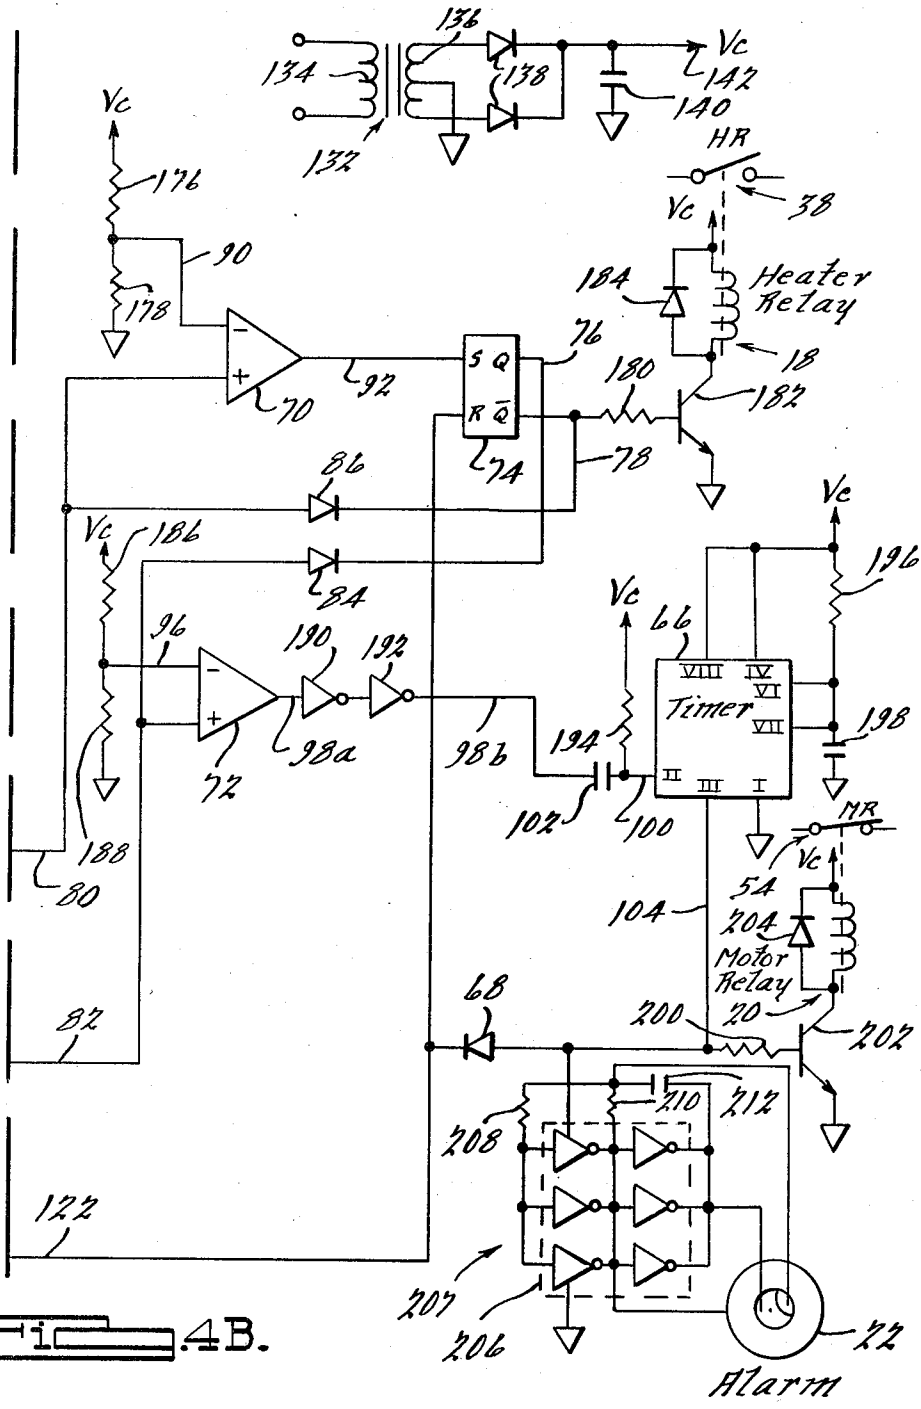 136
134
138
Vc
142
140
132
HR
38
Vc
176
90
178
Vc
184
Heater
Relay
18
-
+
70
92
S Q
R Q̅
74
76
180
182
78
86
84
Vc
186
96
-
+
72
190
192
98a
98b
188
80
Vc
196
Vc
66
VIII
IV
VI
Timer
VII
II
III
I
194
198
102
100
MR
54
Vc
104
204
Motor
Relay
20
82
68
200
202
208
210
212
122
207
206
22
Fig. 4B.
Alarm